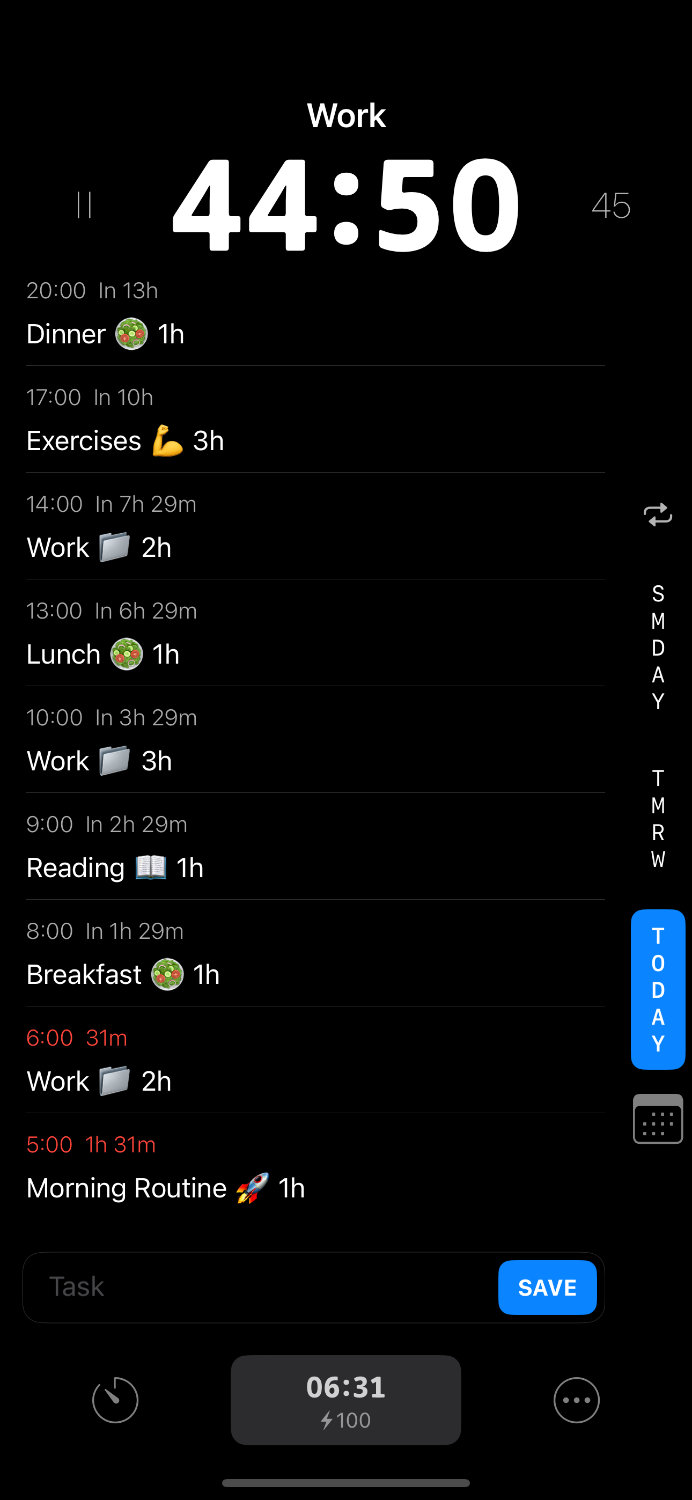 Work
44:50
45
20:00 In 13h
Dinner 🥗 1h
17:00 In 10h
Exercises 💪 3h
14:00 In 7h 29m
Work 📁 2h
13:00 In 6h 29m
Lunch 🥗 1h
10:00 In 3h 29m
Work 📁 3h
9:00 In 2h 29m
Reading 📖 1h
8:00 In 1h 29m
Breakfast 🥗 1h
6:00 31m
Work 📁 2h
5:00 1h 31m
Morning Routine 🚀 1h
SMDAY
TMRW
TODAY
Task
SAVE
06:31
100